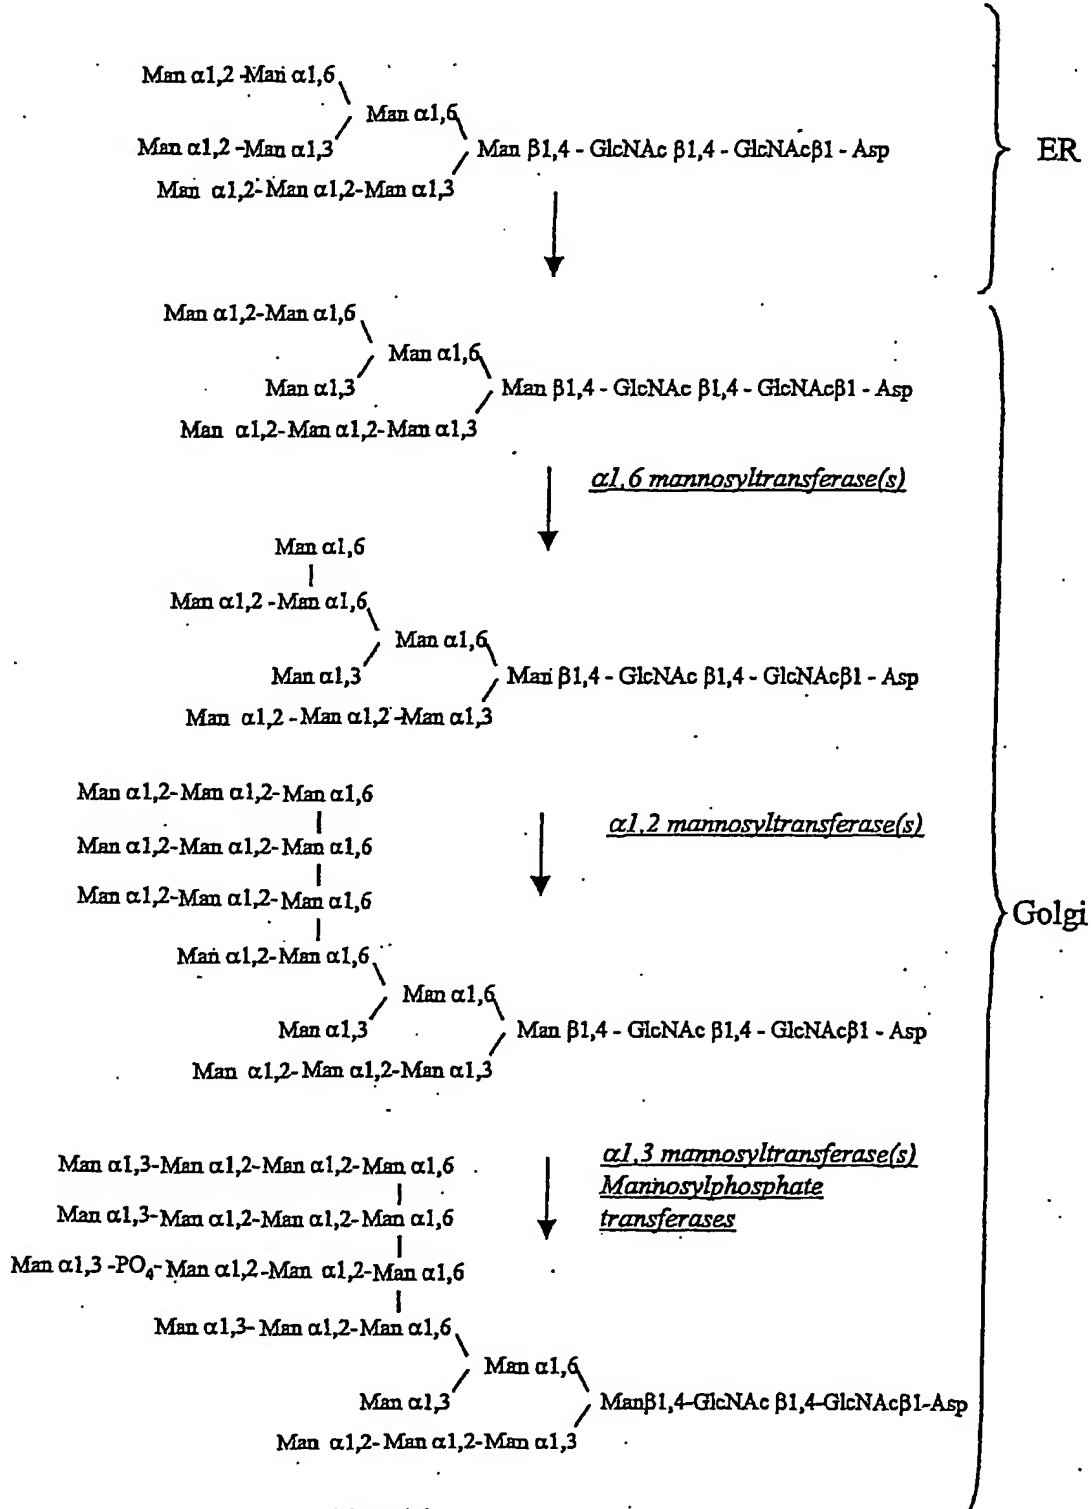 Man α1,2 -Man α1,6
Man α1,6
Man α1,2 -Man α1,3
Man β1,4 - GlcNAc β1,4 - GlcNAcβ1 - Asp
Man α1,2- Man α1,2-Man α1,3
ER
Man α1,2-Man α1,6
Man α1,6
Man α1,3
Man β1,4 - GlcNAc β1,4 - GlcNAcβ1 - Asp
Man α1,2- Man α1,2- Man α1,3
α1,6 mannosyltransferase(s)
Man α1,6
Man α1,2 -Man α1,6
Man α1,6
Man α1,3
Man β1,4 - GlcNAc β1,4 - GlcNAcβ1 - Asp
Man α1,2 - Man α1,2 -Man α1,3
Man α1,2- Man α1,2- Man α1,6
α1,2 mannosyltransferase(s)
Man α1,2- Man α1,2- Man α1,6
Man α1,2-Man α1,2- Man α1,6
Golgi
Man α1,2-Man α1,6
Man α1,6
Man α1,3
Man β1,4 - GlcNAc β1,4 - GlcNAcβ1 - Asp
Man α1,2- Man α1,2-Man α1,3
α1,3 mannosyltransferase(s)
Mannosylphosphate
transferases
Man α1,3-Man α1,2-Man α1,2-Man α1,6
Man α1,3- Man α1,2-Man α1,2-Man α1,6
Man α1,3 -PO₄- Man α1,2 -Man α1,2-Man α1,6
Man α1,3- Man α1,2-Man α1,6
Man α1,6
Man α1,3
Manβ1,4-GlcNAc β1,4-GlcNAcβ1-Asp
Man α1,2- Man α1,2-Man α1,3